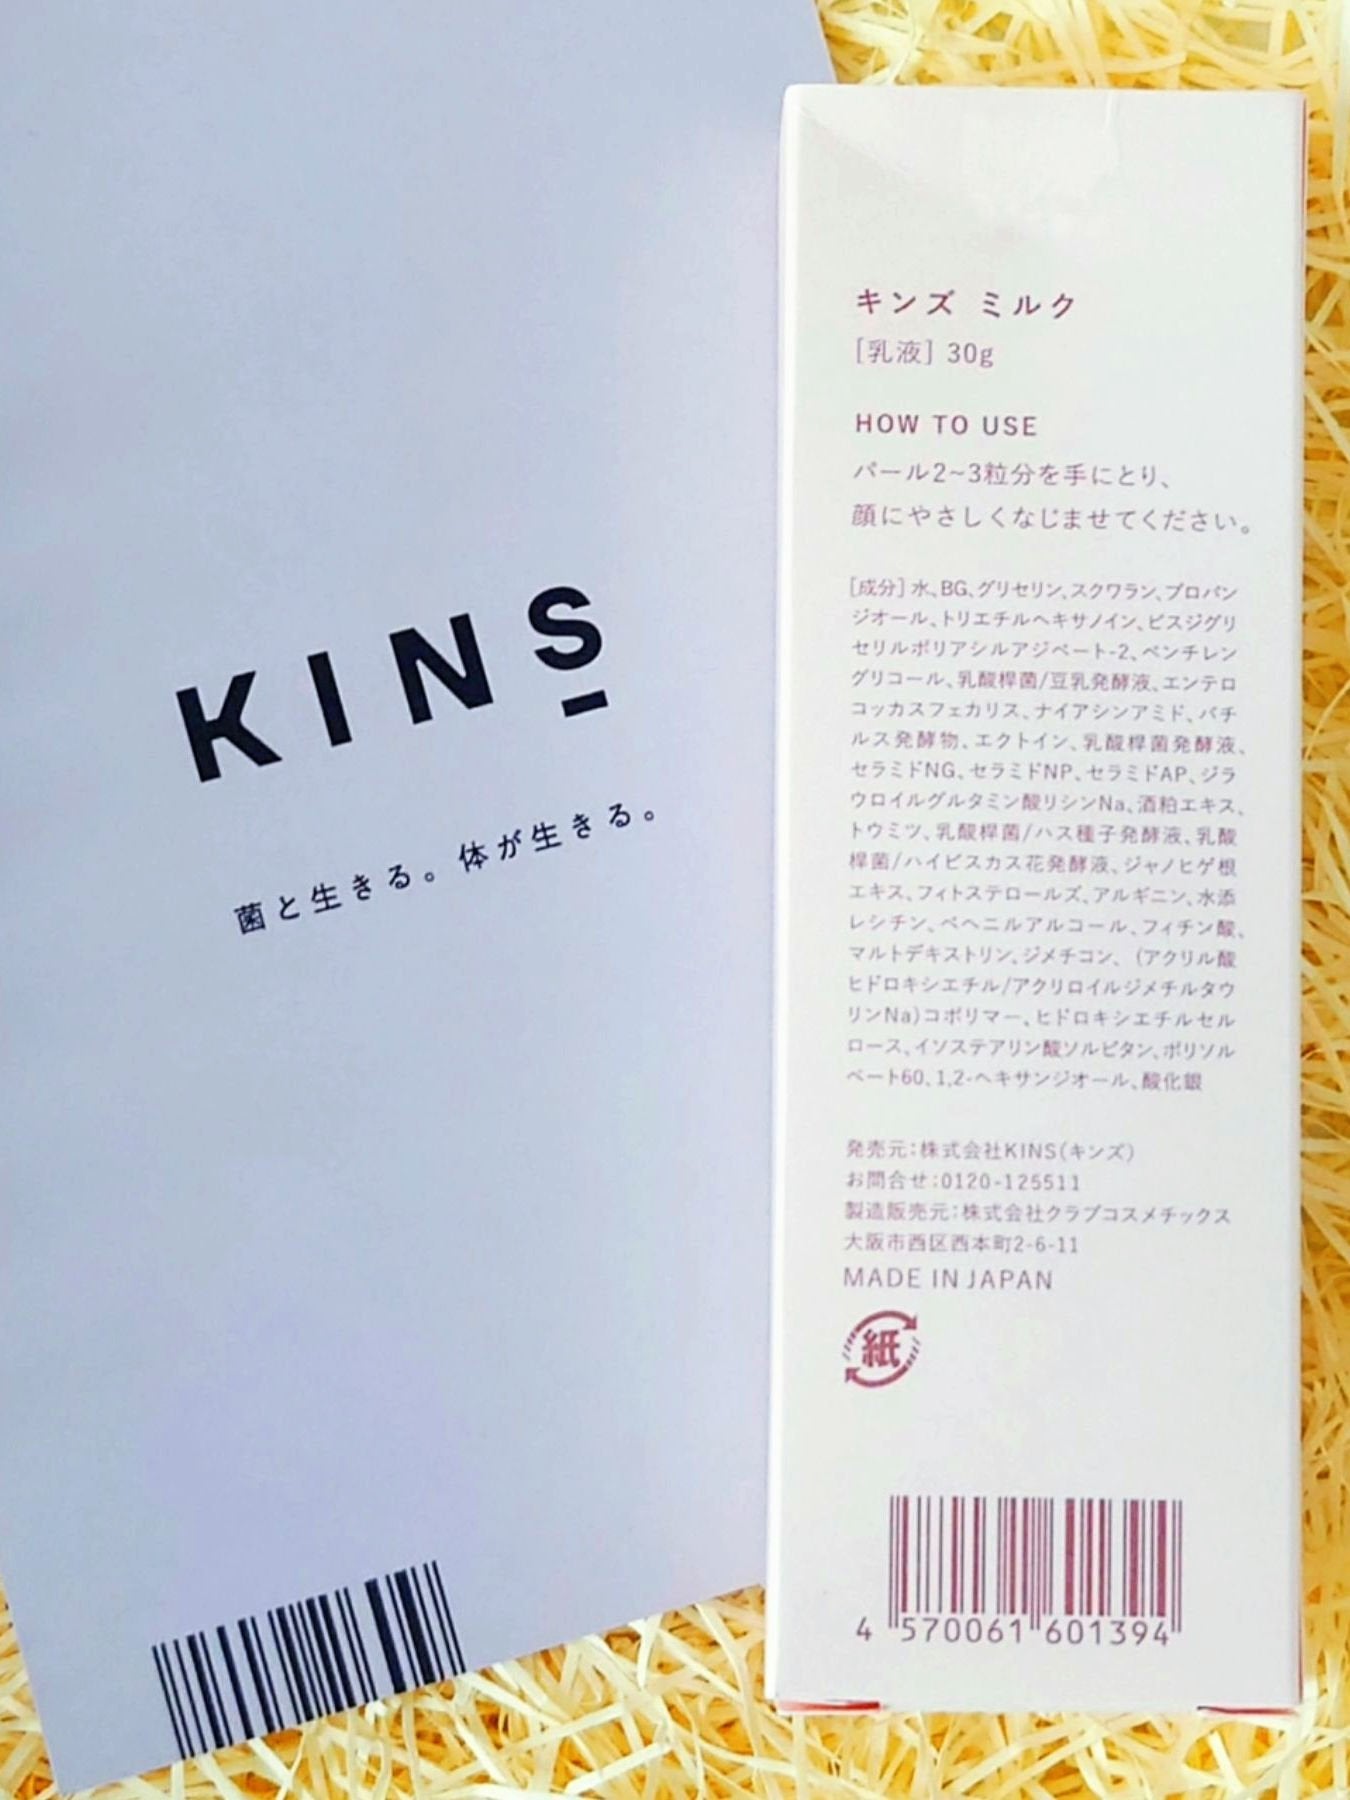 KINS
菌と生きる。体が生きる。
キンズ ミルク
[乳液] 30g
HOW TO USE
パール2~3粒分を手にとり、
顔にやさしくなじませてください。
[成分] 水、BG、グリセリン、スクワラン、プロパン
ジオール、トリエチルヘキサノイン、ビスジグリ
セリルポリアシルアジペート-2、ペンチレン
グリコール、乳酸桿菌/豆乳発酵液、エンテロ
コッカスフェカリス、ナイアシンアミド、バチ
ルス発酵物、エクトイン、乳酸桿菌発酵液、
セラミドNG、セラミドNP、セラミドAP、ジラ
ウロイルグルタミン酸リシンNa、酒粕エキス、
トウミツ、乳酸桿菌/ハス種子発酵液、乳酸
桿菌/ハイビスカス花発酵液、ジャノヒゲ根
エキス、フィトステロールズ、アルギニン、水添
レシチン、ベヘニルアルコール、フィチン酸、
マルトデキストリン、ジメチコン、(アクリル酸
ヒドロキシエチル/アクリロイルジメチルタウ
リンNa)コポリマー、ヒドロキシエチルセル
ロース、イソステアリン酸ソルビタン、ポリソル
ベート60、1,2-ヘキサンジオール、酸化銀
発売元:株式会社KINS(キンズ)
お問合せ:0120-125511
製造販売元:株式会社クラブコスメチックス
大阪市西区西本町2-6-11
MADE IN JAPAN
紙
4 570061 601394